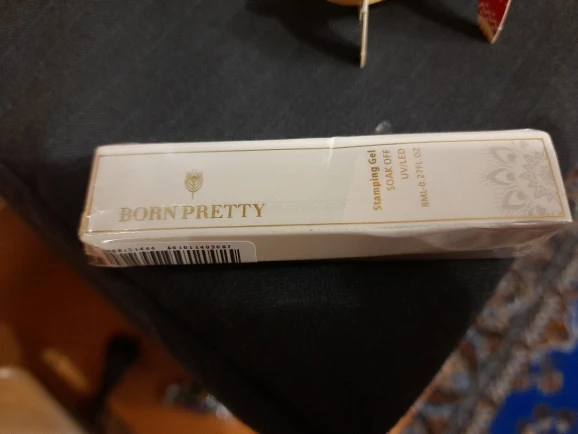 BORN PRETTY
Stamping Gel
SOAK OFF
UV/LED
8ML-0.27FL.OZ